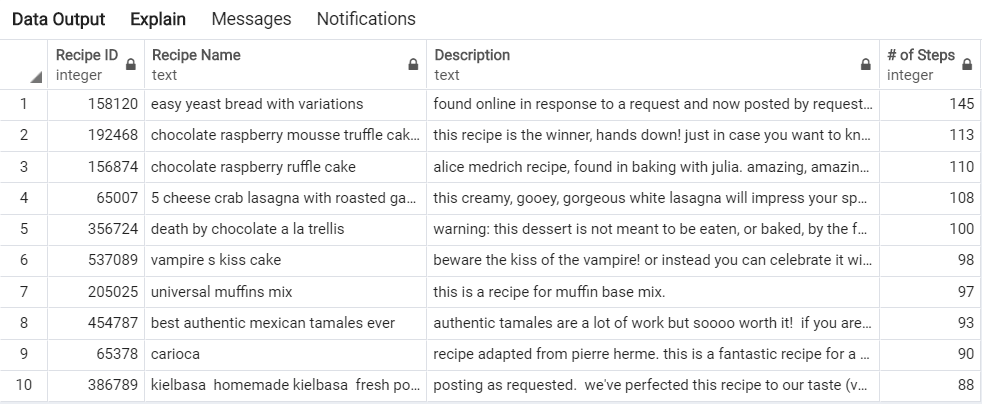 Data Output Explain Messages Notifications
Recipe ID Recipe Name Description # of Steps
integer text text integer
1 158120 easy yeast bread with variations found online in response to a request and now posted by request... 145
2 192468 chocolate raspberry mousse truffle cak... this recipe is the winner, hands down! just in case you want to kn... 113
3 156874 chocolate raspberry ruffle cake alice medrich recipe, found in baking with julia. amazing, amazin... 110
4 65007 5 cheese crab lasagna with roasted ga... this creamy, gooey, gorgeous white lasagna will impress your sp... 108
5 356724 death by chocolate a la trellis warning: this dessert is not meant to be eaten, or baked, by the f... 100
6 537089 vampire s kiss cake beware the kiss of the vampire! or instead you can celebrate it wi... 98
7 205025 universal muffins mix this is a recipe for muffin base mix. 97
8 454787 best authentic mexican tamales ever authentic tamales are a lot of work but soooo worth it!  if you are... 93
9 65378 carioca recipe adapted from pierre herme. this is a fantastic recipe for a ... 90
10 386789 kielbasa  homemade kielbasa  fresh po... posting as requested.  we've perfected this recipe to our taste (v... 88